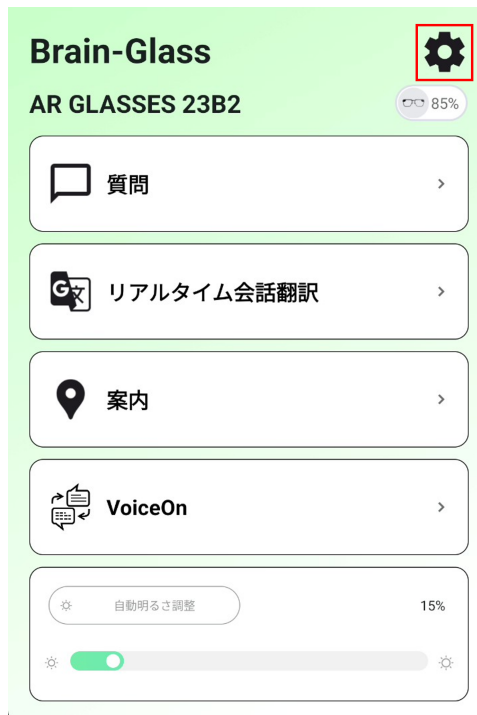 Brain-Glass
AR GLASSES 23B2
85%
質問
G 文
リアルタイム会話翻訳
案内
VoiceOn
自動明るさ調整
15%